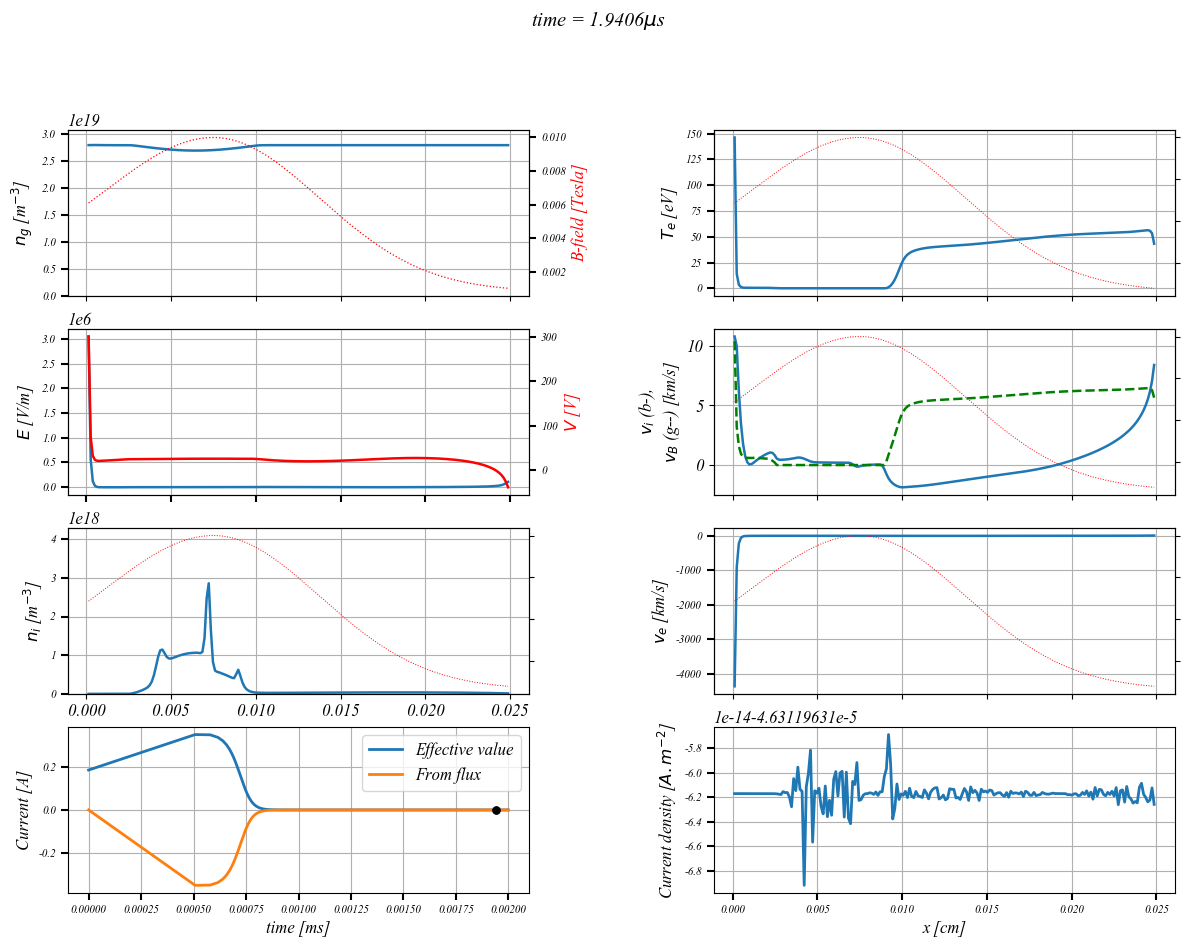 time = 1.9406μs
1e19
3.0
2.5
2.0
1.5
1.0
0.5
0.0
n_g [m^{-3}]
0.010
0.008
0.006
0.004
0.002
B-field [Tesla]
150
125
100
75
50
25
0
T_e [eV]
1e6
3.0
2.5
2.0
1.5
1.0
0.5
0.0
E [V/m]
300
200
100
0
V [V]
10
5
0
v_i (b-),
v_B (g--) [km/s]
1e18
4
3
2
1
0
n_i [m^{-3}]
0.000 0.005 0.010 0.015 0.020 0.025
0
-1000
-2000
-3000
-4000
v_e [km/s]
0.2
0.0
-0.2
Current [A]
Effective value
From flux
0.00000 0.00025 0.00050 0.00075 0.00100 0.00125 0.00150 0.00175 0.00200
time [ms]
1e-14-4.63119631e-5
-5.8
-6.0
-6.2
-6.4
-6.6
-6.8
Current density [A.m^{-2}]
0.000 0.005 0.010 0.015 0.020 0.025
x [cm]